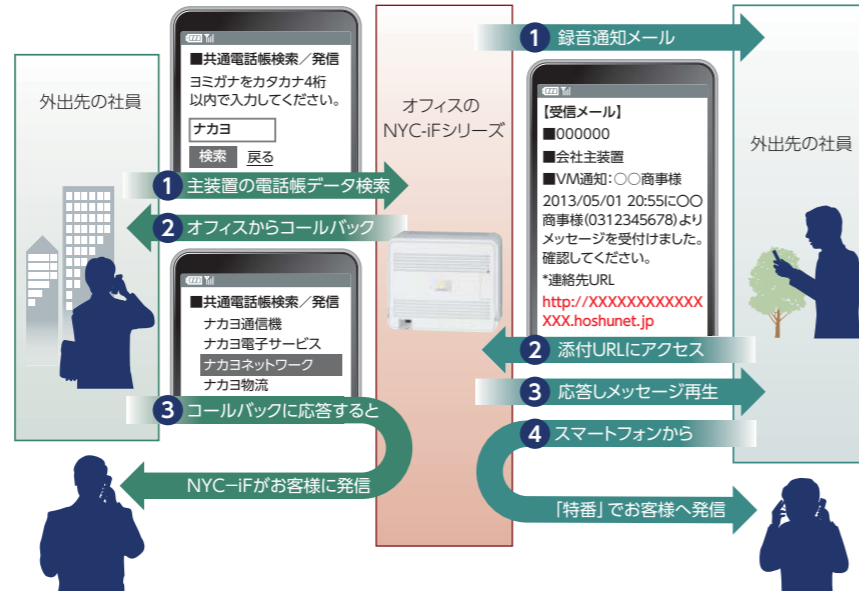 外出先の社員
■共通電話帳検索／発信
ヨミガナをカタカナ4桁
以内で入力してください。
ナカヨ
検索 戻る
1 主装置の電話帳データ検索
2 オフィスからコールバック
■共通電話帳検索／発信
ナカヨ通信機
ナカヨ電子サービス
ナカヨネットワーク
ナカヨ物流
3 コールバックに応答すると
NYC−iFがお客様に発信
オフィスの
NYC-iFシリーズ
1 録音通知メール
【受信メール】
■000000
■会社主装置
■VM通知：○○商事様
2013/05/01 20:55に○○
商事様(0312345678)より
メッセージを受付けました。
確認してください。
*連絡先URL
http://XXXXXXXXXXXXX
XXX.hoshunet.jp
外出先の社員
2 添付URLにアクセス
3 応答しメッセージ再生
4 スマートフォンから
「特番」でお客様へ発信